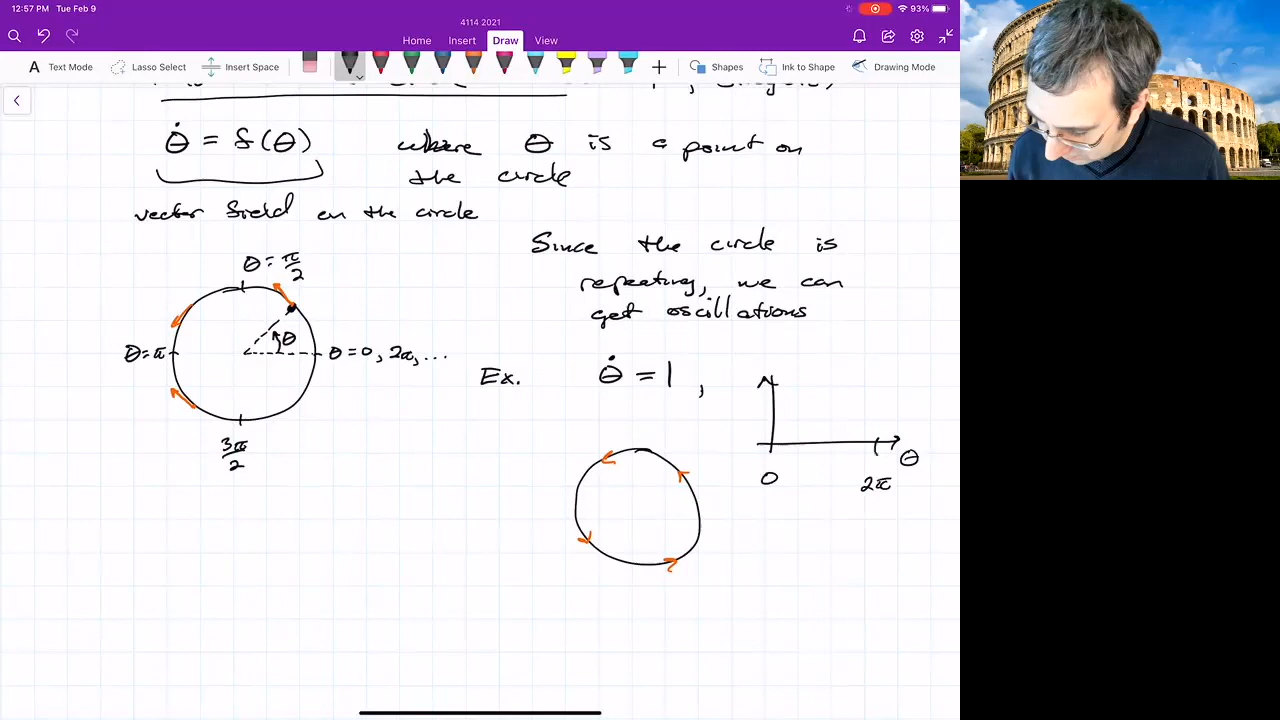 12:57 PM Tue Feb 9
93%
4114 2021
Home Insert Draw View
Text Mode Lasso Select Insert Space Shapes Ink to Shape Drawing Mode
θ̇ = f(θ) where θ is a point on
the circle
vector field on the circle
Since the circle is
repeating, we can
get oscillations
θ = π/2
θ
θ = π
θ = 0, 2π, ...
3π/2
Ex. θ̇ = 1,
θ
0
2π